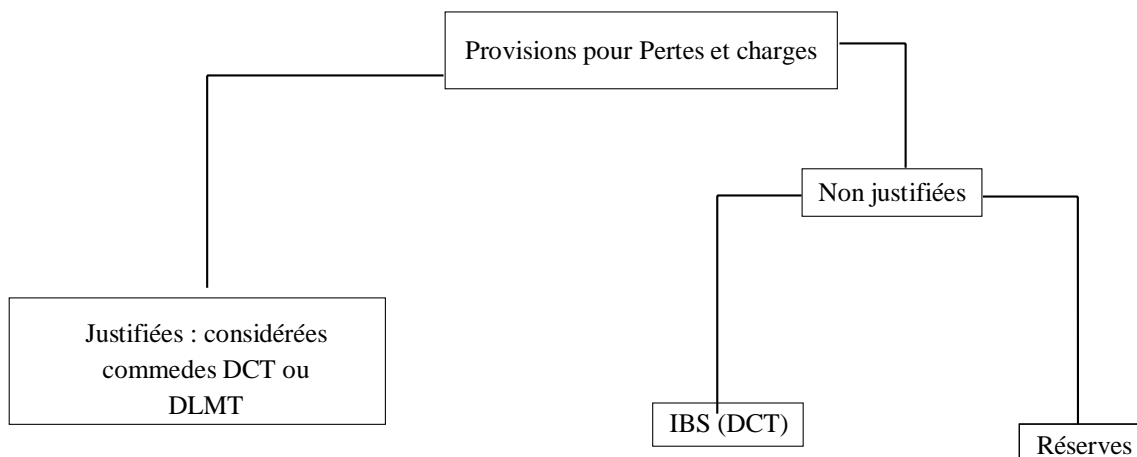 Provisions pour Pertes et charges
Non justifiées
Justifiées : considérées
commedes DCT ou
DLMT
IBS (DCT)
Réserves